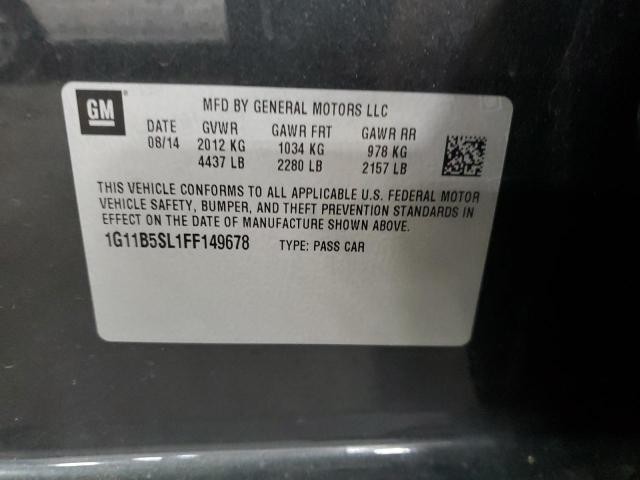 GM
MFD BY GENERAL MOTORS LLC
DATE GVWR GAWR FRT GAWR RR
08/14 2012 KG 1034 KG 978 KG
4437 LB 2280 LB 2157 LB
THIS VEHICLE CONFORMS TO ALL APPLICABLE U.S. FEDERAL MOTOR
VEHICLE SAFETY, BUMPER, AND THEFT PREVENTION STANDARDS IN
EFFECT ON THE DATE OF MANUFACTURE SHOWN ABOVE.
1G11B5SL1FF149678 TYPE: PASS CAR